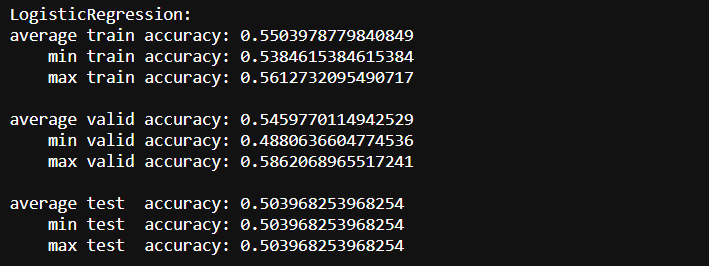 LogisticRegression:
average train accuracy: 0.5503978779840849
min train accuracy: 0.5384615384615384
max train accuracy: 0.5612732095490717
average valid accuracy: 0.5459770114942529
min valid accuracy: 0.4880636604774536
max valid accuracy: 0.5862068965517241
average test  accuracy: 0.503968253968254
min test  accuracy: 0.503968253968254
max test  accuracy: 0.503968253968254